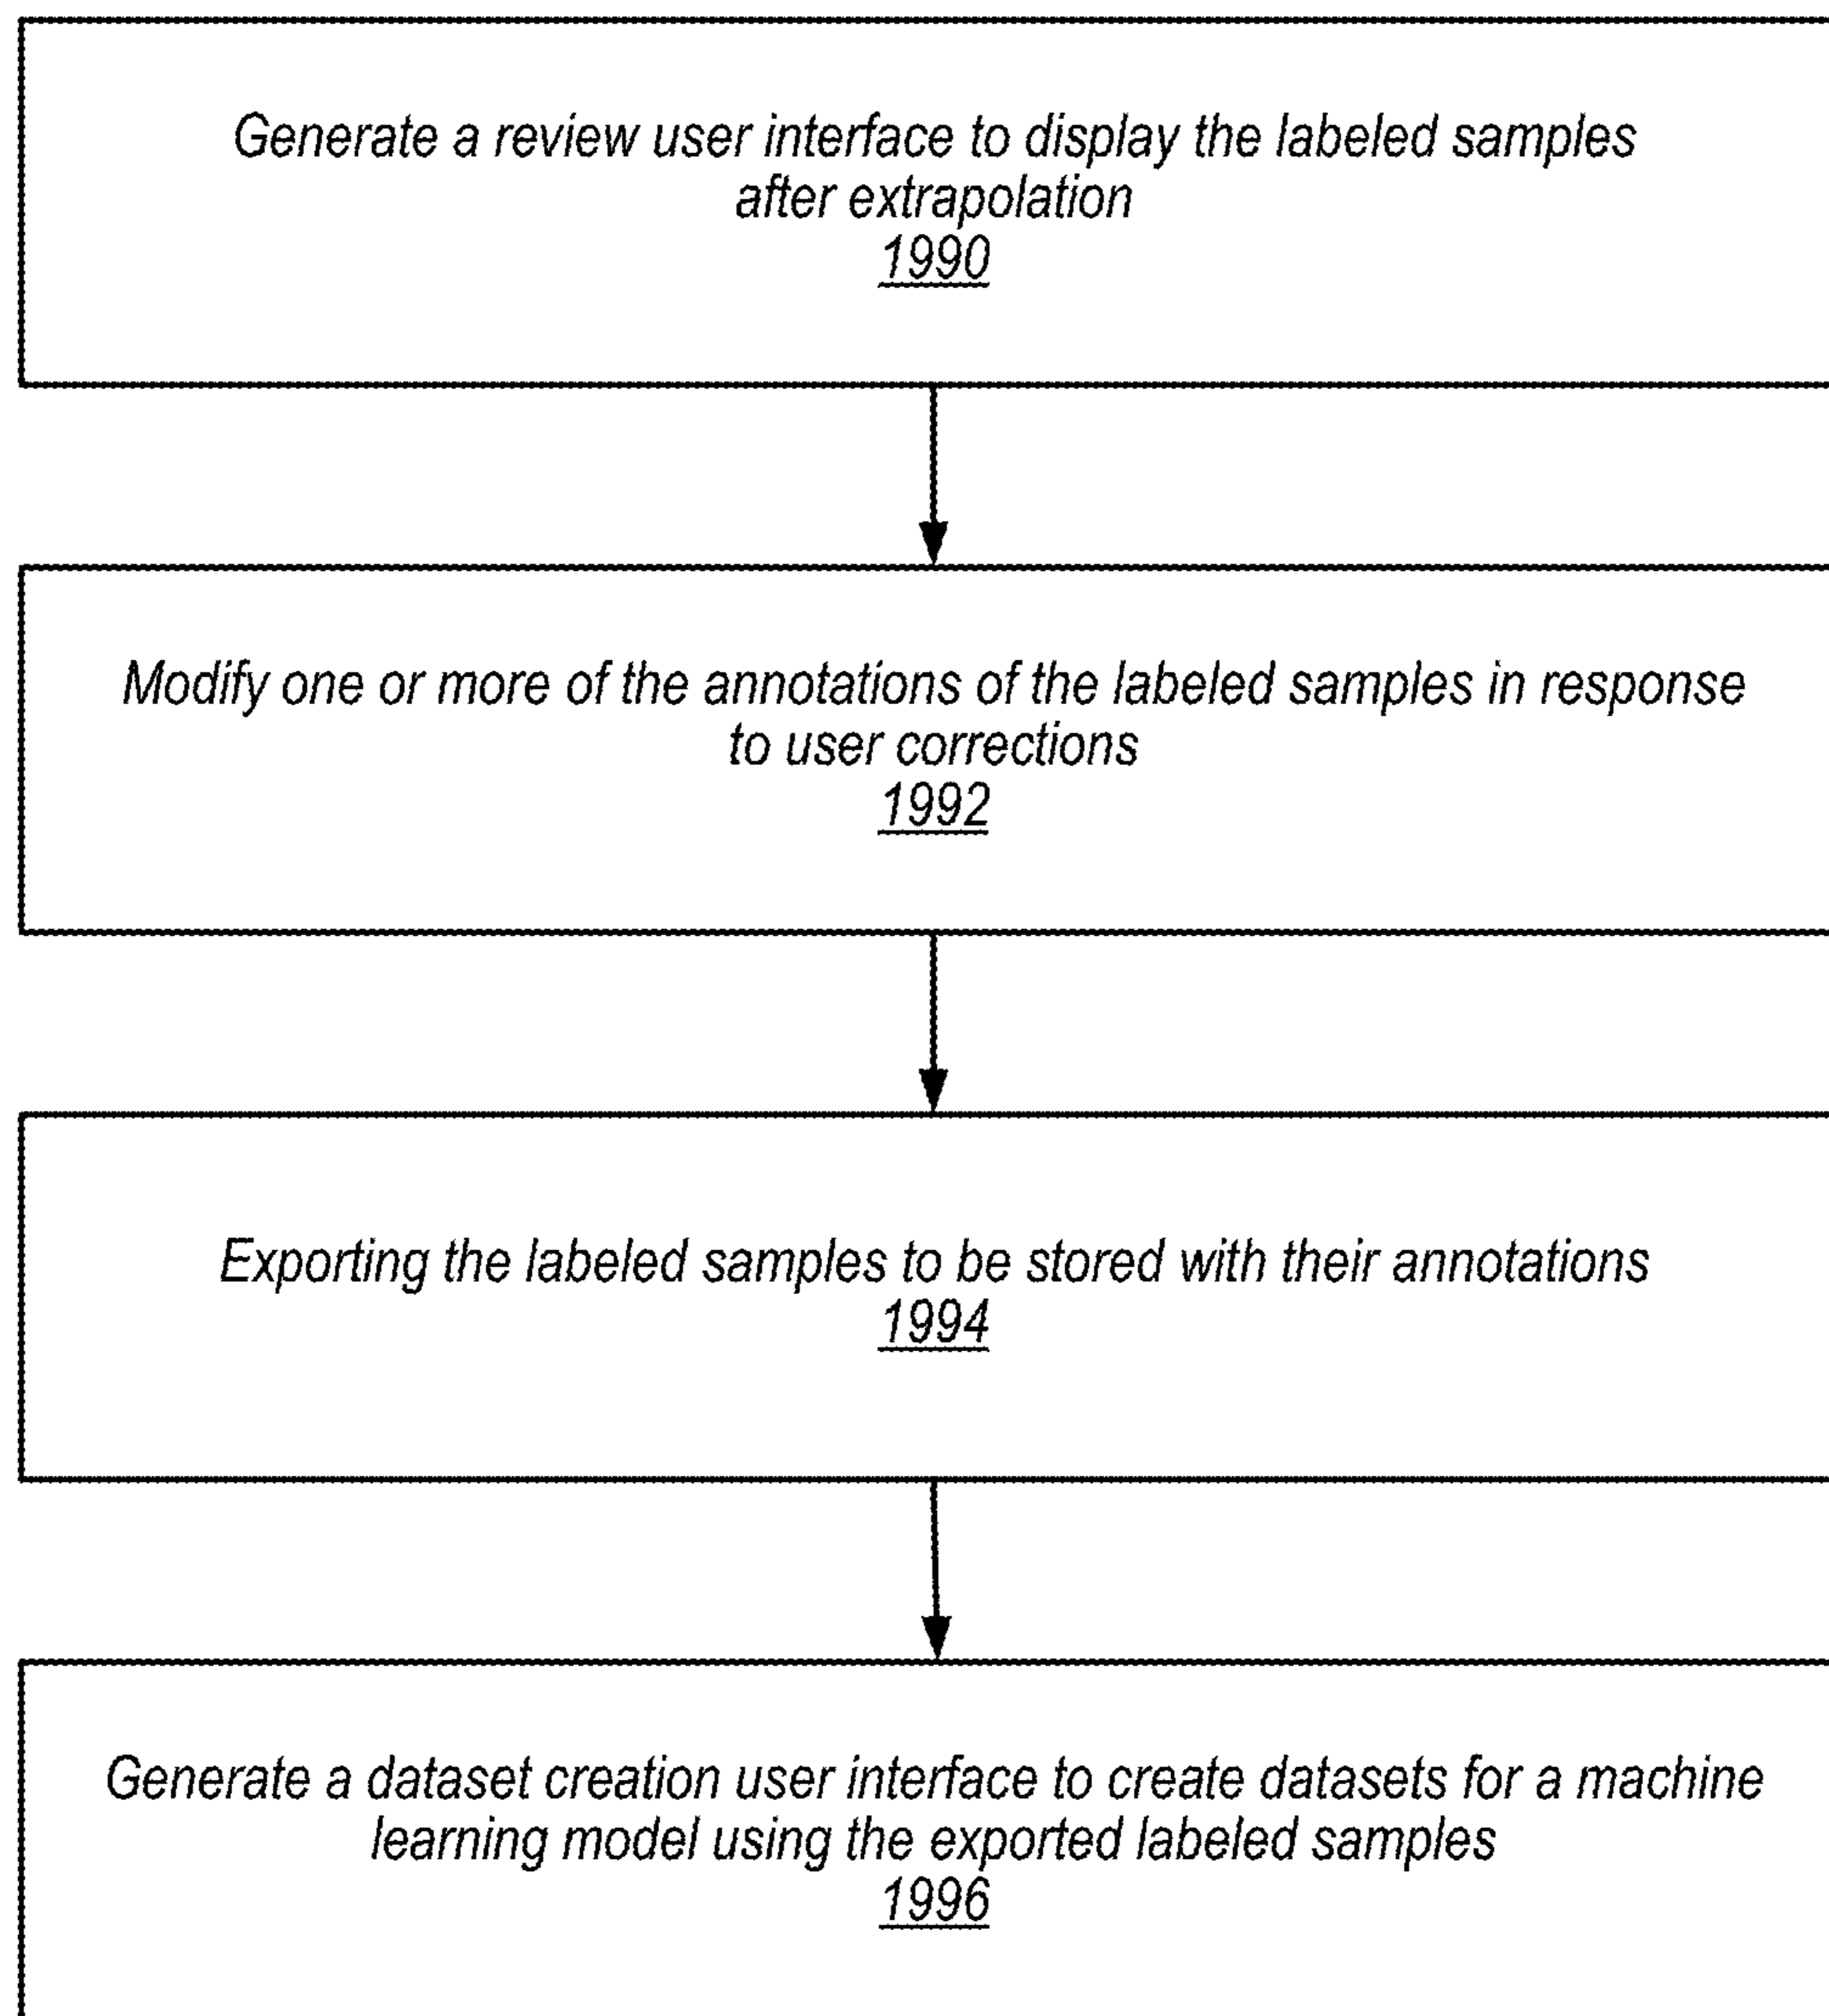 Generate a review user interface to display the labeled samples
after extrapolation
1990
Modify one or more of the annotations of the labeled samples in response
to user corrections
1992
Exporting the labeled samples to be stored with their annotations
1994
Generate a dataset creation user interface to create datasets for a machine
learning model using the exported labeled samples
1996